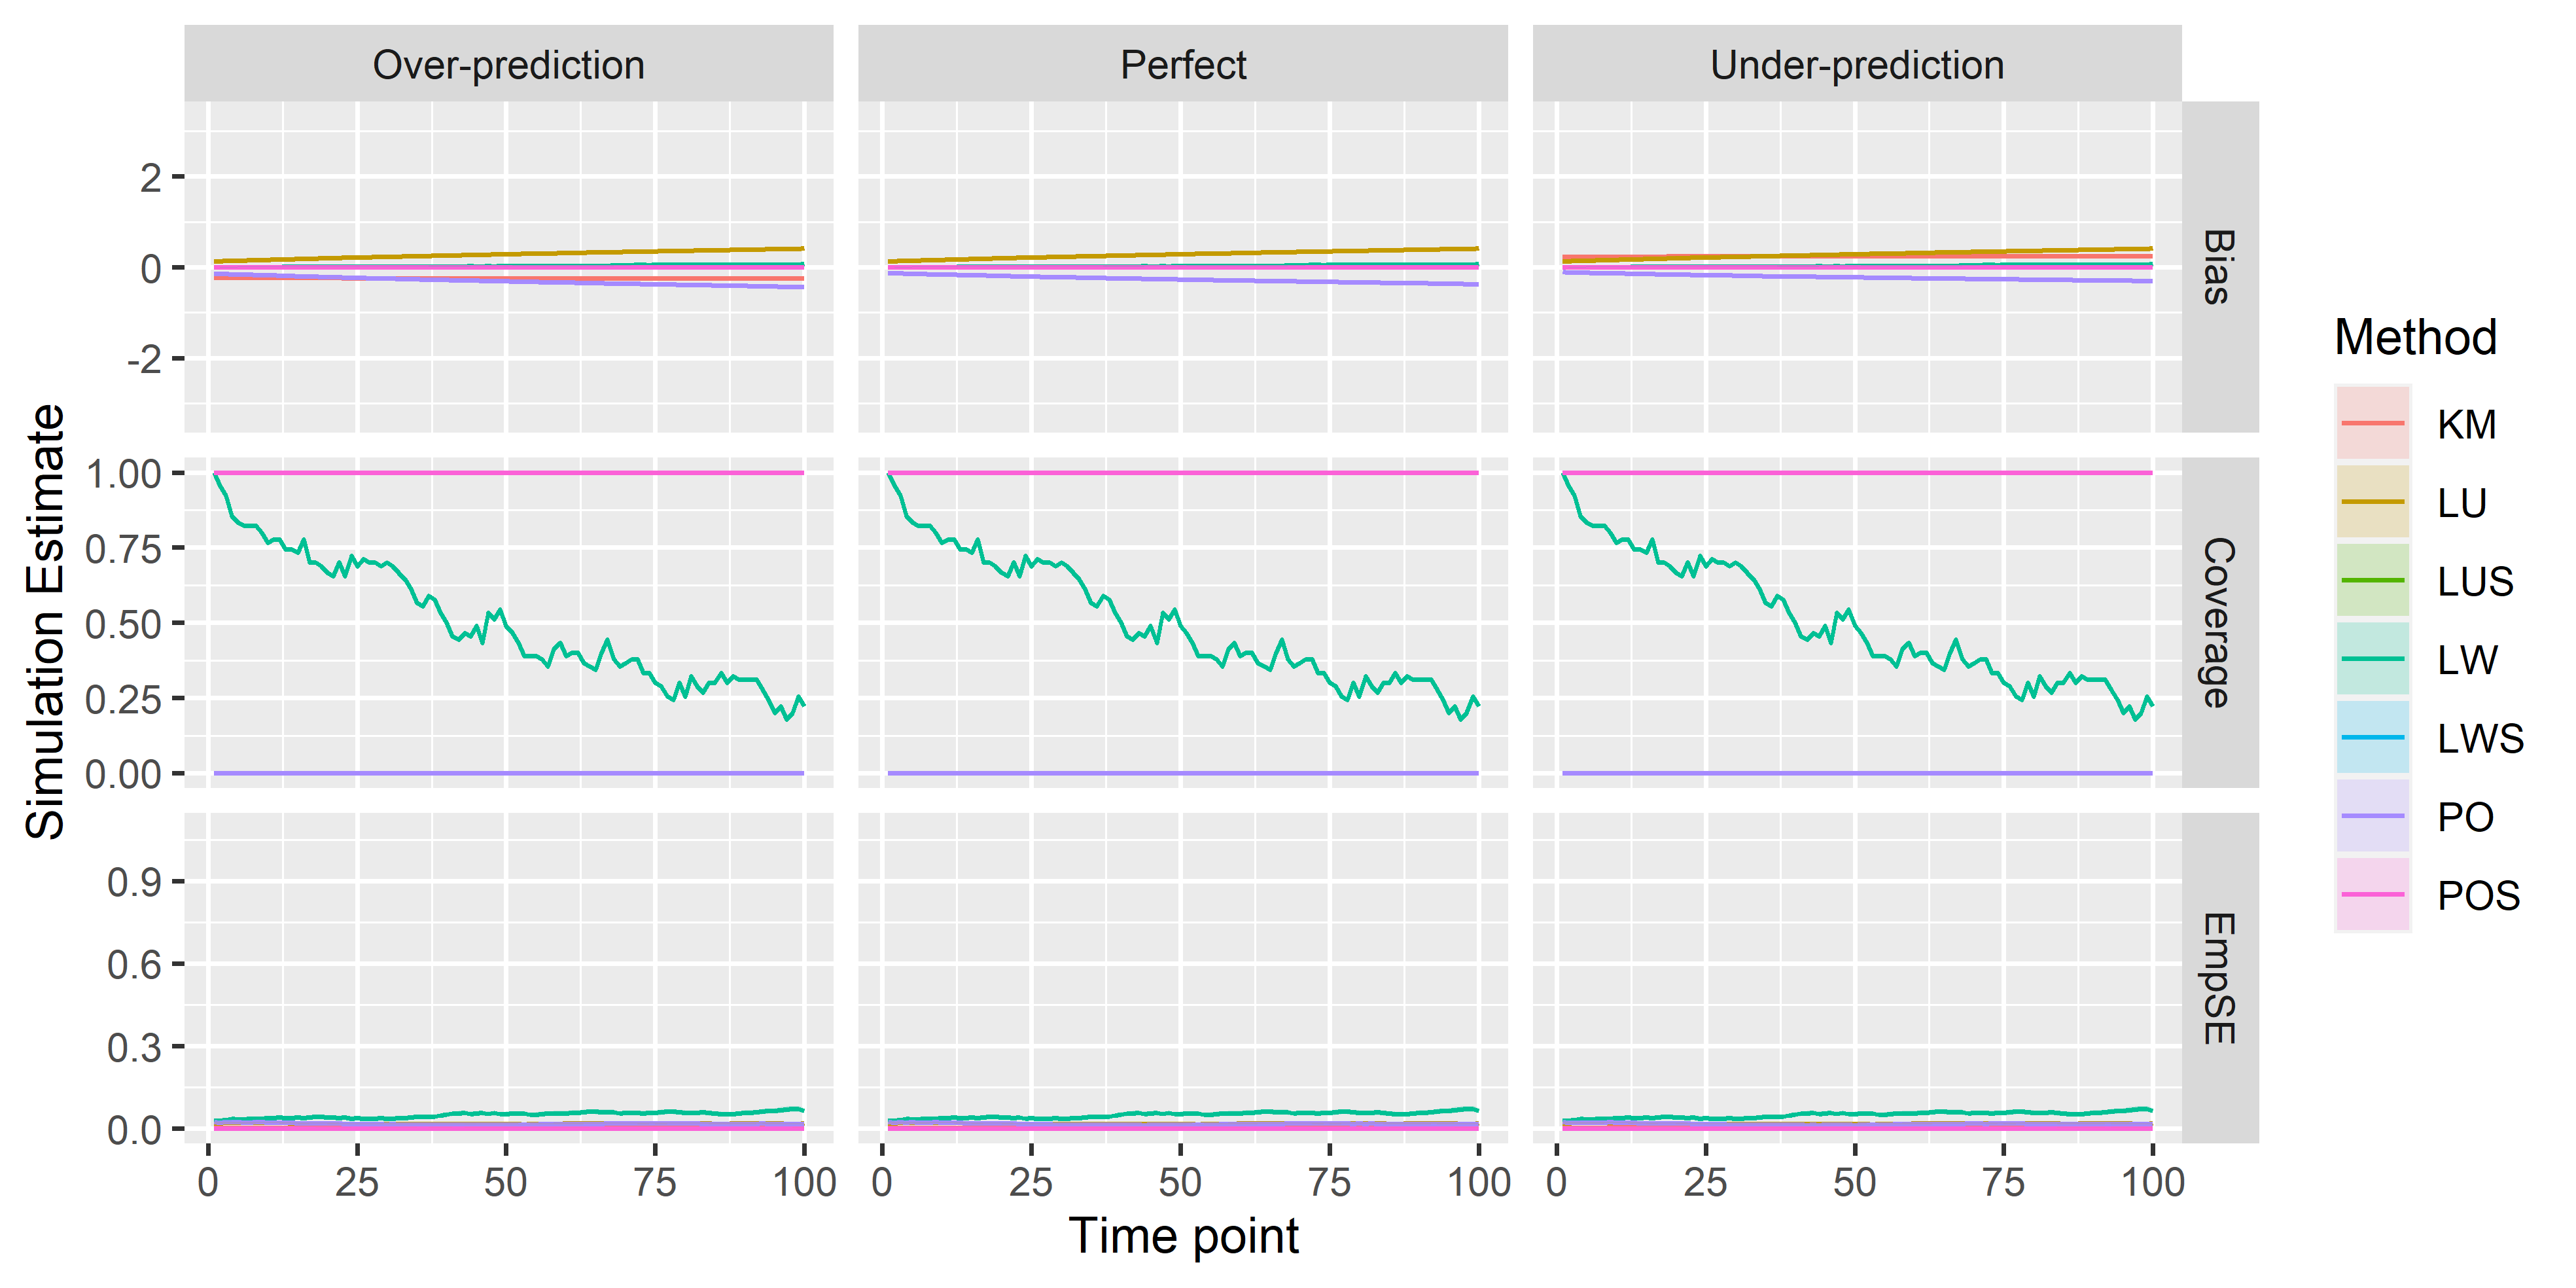 Over-prediction
Perfect
Under-prediction
2
0
-2
Bias
1.00
0.75
0.50
0.25
0.00
Coverage
0.9
0.6
0.3
0.0
EmpSE
0 25 50 75 100
0 25 50 75 100
0 25 50 75 100
Time point
Simulation Estimate
Method
KM
LU
LUS
LW
LWS
PO
POS